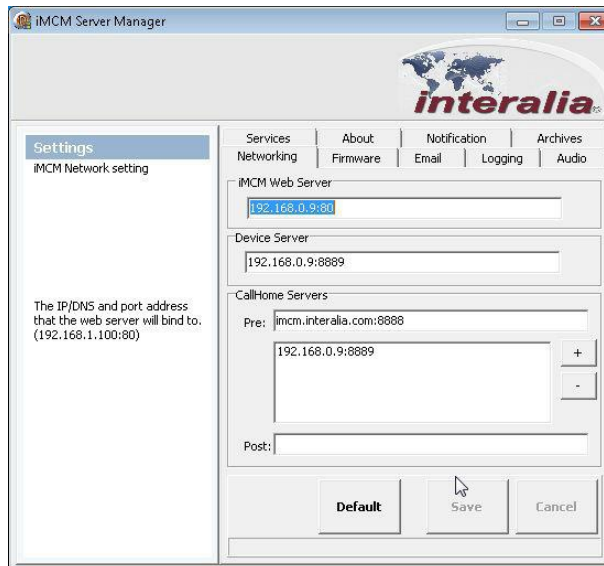 iMCM Server Manager
interalia
Settings
iMCM Network setting
The IP/DNS and port address
that the web server will bind to.
(192.168.1.100:80)
Services
About
Notification
Archives
Networking
Firmware
Email
Logging
Audio
iMCM Web Server
192.168.0.9:80
Device Server
192.168.0.9:8889
CallHome Servers
Pre: imcm.interalia.com:8888
192.168.0.9:8889
+
-
Post:
Default
Save
Cancel